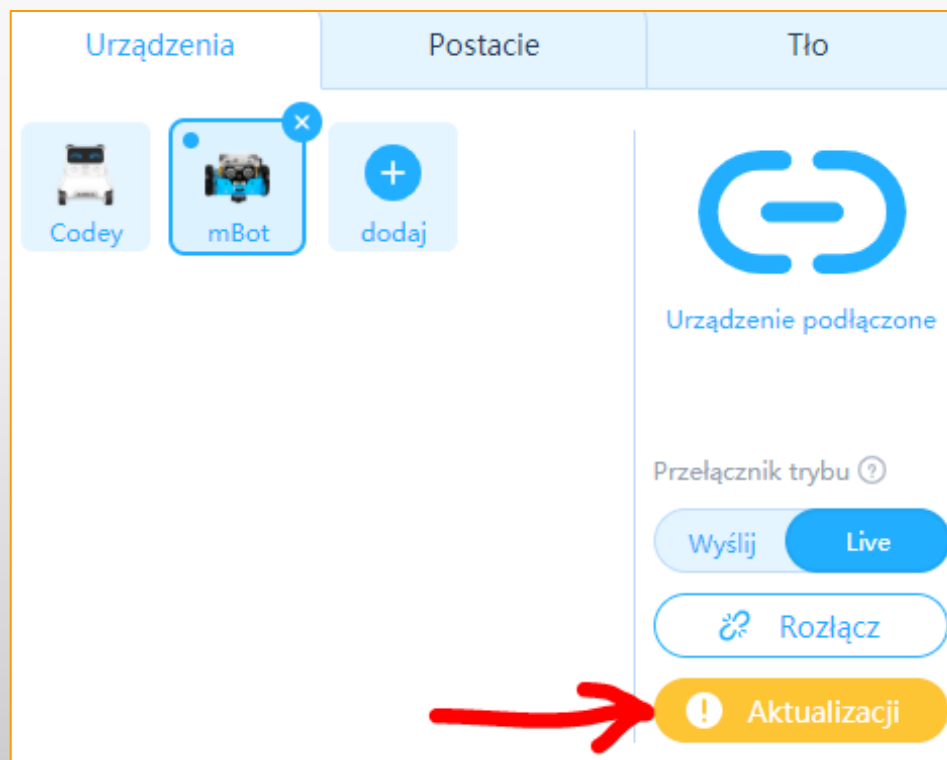 Urządzenia Postacie Tło
Codey mBot dodaj
Urządzenie podłączone
Przełącznik trybu ?
Wyślij Live
Rozłącz
! Aktualizacji